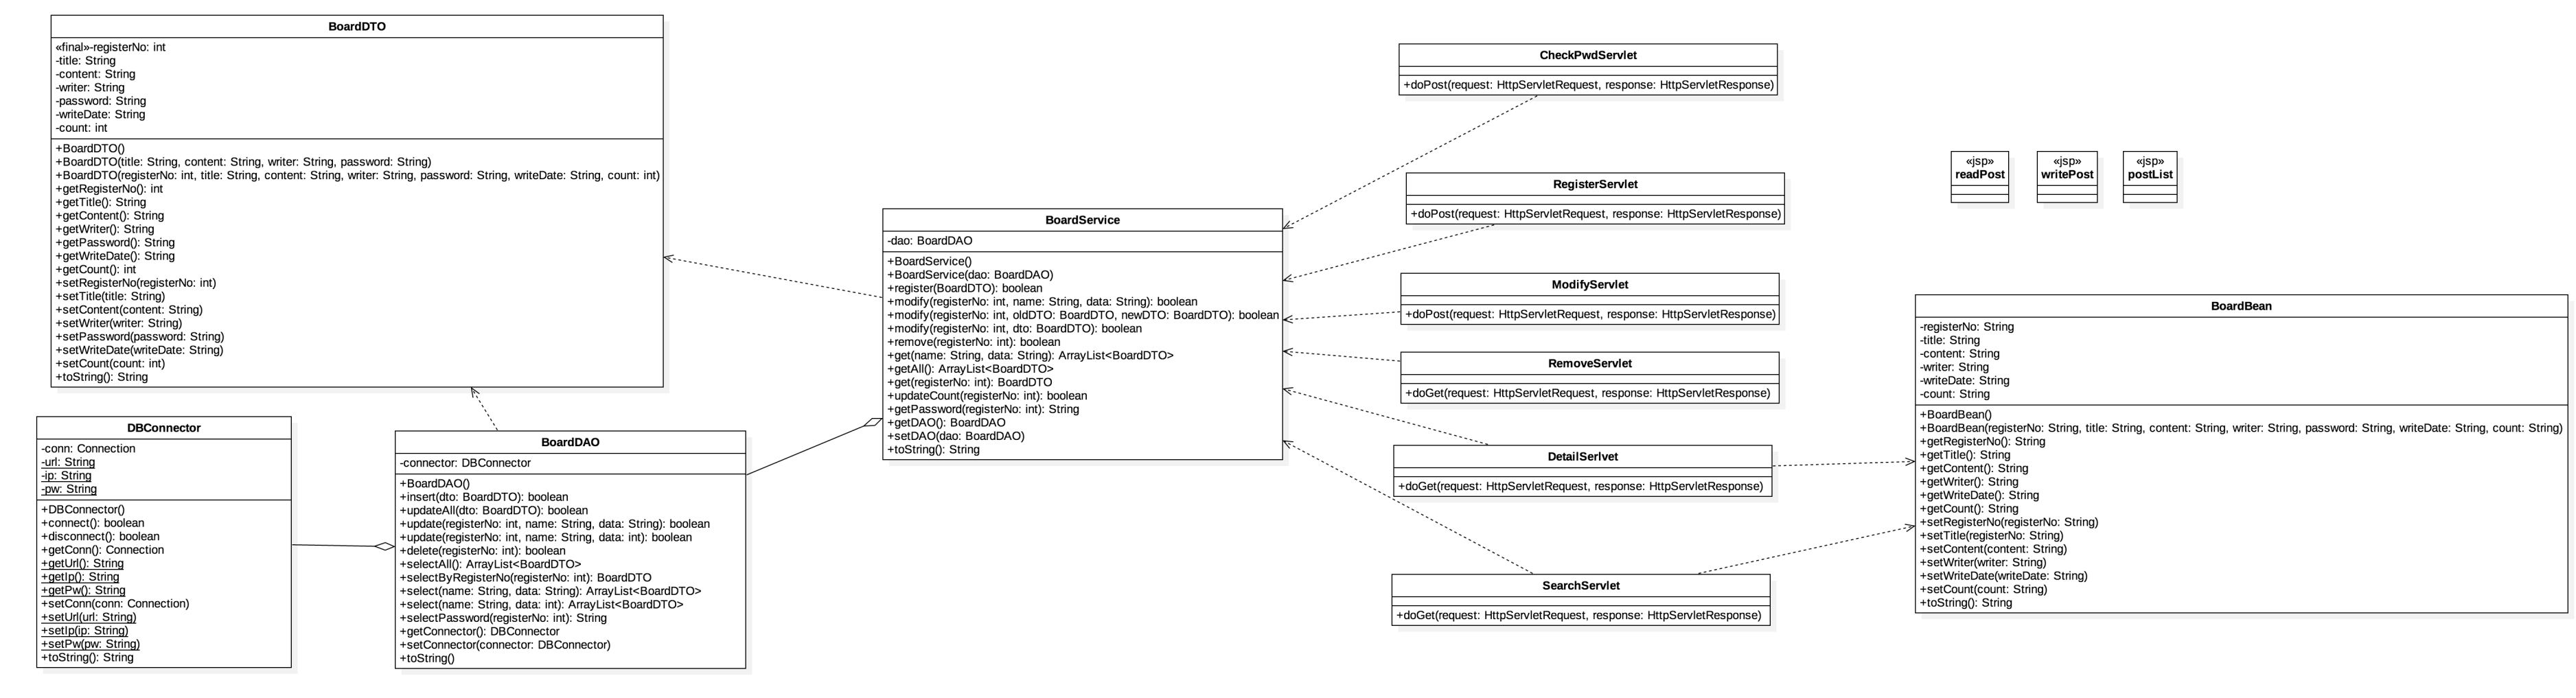 BoardDTO
«final»-registerNo: int
-title: String
-content: String
-writer: String
-password: String
-writeDate: String
-count: int
+BoardDTO()
+BoardDTO(title: String, content: String, writer: String, password: String)
+BoardDTO(registerNo: int, title: String, content: String, writer: String, password: String, writeDate: String, count: int)
+getRegisterNo(): int
+getTitle(): String
+getContent(): String
+getWriter(): String
+getPassword(): String
+getWriteDate(): String
+getCount(): int
+setRegisterNo(registerNo: int)
+setTitle(title: String)
+setContent(content: String)
+setWriter(writer: String)
+setPassword(password: String)
+setWriteDate(writeDate: String)
+setCount(count: int)
+toString(): String
DBConnector
-conn: Connection
-url: String
-ip: String
-pw: String
+DBConnector()
+connect(): boolean
+disconnect(): boolean
+getConn(): Connection
+getUrl(): String
+getIp(): String
+getPw(): String
+setConn(conn: Connection)
+setUrl(url: String)
+setIp(ip: String)
+setPw(pw: String)
+toString(): String
BoardDAO
-connector: DBConnector
+BoardDAO()
+insert(dto: BoardDTO): boolean
+updateAll(dto: BoardDTO): boolean
+update(registerNo: int, name: String, data: String): boolean
+update(registerNo: int, name: String, data: int): boolean
+delete(registerNo: int): boolean
+selectAll(): ArrayList<BoardDTO>
+selectByRegisterNo(registerNo: int): BoardDTO
+select(name: String, data: String): ArrayList<BoardDTO>
+select(name: String, data: int): ArrayList<BoardDTO>
+selectPassword(registerNo: int): String
+getConnector(): DBConnector
+setConnector(connector: DBConnector)
+toString()
BoardService
-dao: BoardDAO
+BoardService()
+BoardService(dao: BoardDAO)
+register(BoardDTO): boolean
+modify(registerNo: int, name: String, data: String): boolean
+modify(registerNo: int, oldDTO: BoardDTO, newDTO: BoardDTO): boolean
+modify(registerNo: int, dto: BoardDTO): boolean
+remove(registerNo: int): boolean
+get(name: String, data: String): ArrayList<BoardDTO>
+getAll(): ArrayList<BoardDTO>
+get(registerNo: int): BoardDTO
+updateCount(registerNo: int): boolean
+getPassword(registerNo: int): String
+getDAO(): BoardDAO
+setDAO(dao: BoardDAO)
+toString(): String
CheckPwdServlet
+doPost(request: HttpServletRequest, response: HttpServletResponse)
RegisterServlet
+doPost(request: HttpServletRequest, response: HttpServletResponse)
ModifyServlet
+doPost(request: HttpServletRequest, response: HttpServletResponse)
RemoveServlet
+doGet(request: HttpServletRequest, response: HttpServletResponse)
DetailSerlvet
+doGet(request: HttpServletRequest, response: HttpServletResponse)
SearchServlet
+doGet(request: HttpServletRequest, response: HttpServletResponse)
«jsp»
readPost
«jsp»
writePost
«jsp»
postList
BoardBean
-registerNo: String
-title: String
-content: String
-writer: String
-writeDate: String
-count: String
+BoardBean()
+BoardBean(registerNo: String, title: String, content: String, writer: String, password: String, writeDate: String, count: String)
+getRegisterNo(): String
+getTitle(): String
+getContent(): String
+getWriter(): String
+getWriteDate(): String
+getCount(): String
+setRegisterNo(registerNo: String)
+setTitle(registerNo: String)
+setContent(content: String)
+setWriter(writer: String)
+setWriteDate(writeDate: String)
+setCount(count: String)
+toString(): String